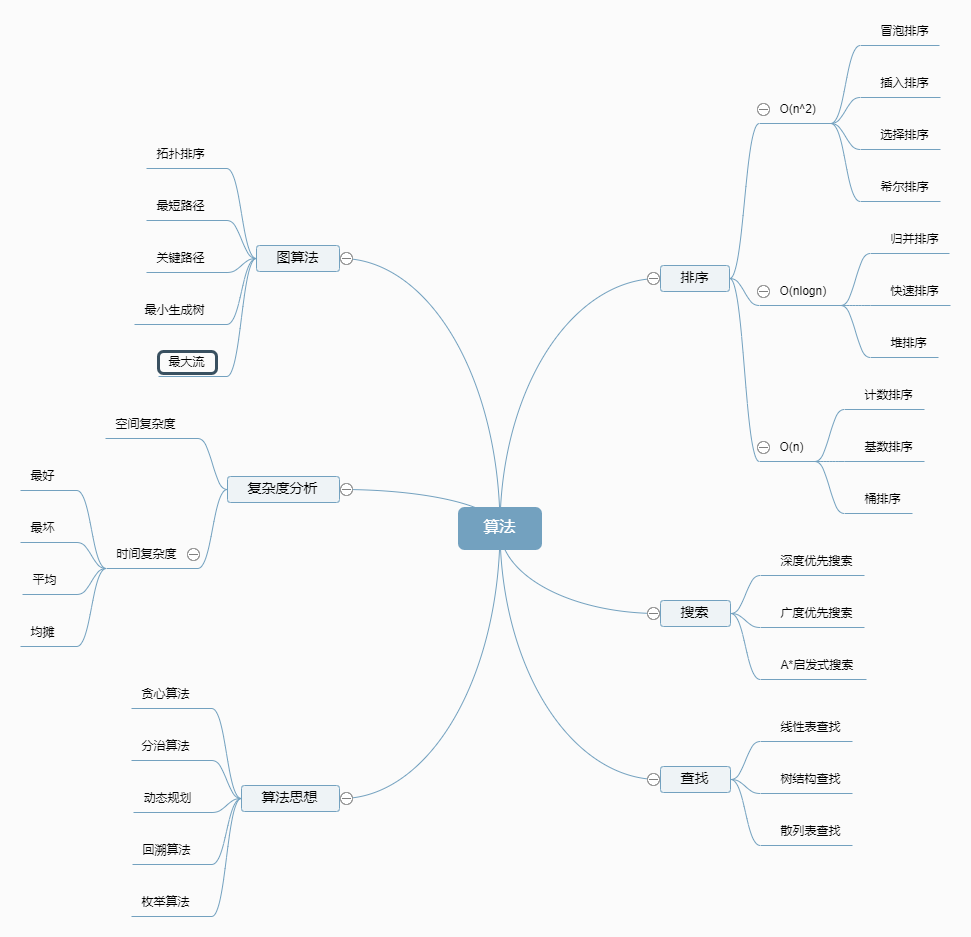 算法
图算法
拓扑排序
最短路径
关键路径
最小生成树
最大流
复杂度分析
空间复杂度
时间复杂度
最好
最坏
平均
均摊
算法思想
贪心算法
分治算法
动态规划
回溯算法
枚举算法
排序
O(n^2)
冒泡排序
插入排序
选择排序
希尔排序
O(nlogn)
归并排序
快速排序
堆排序
O(n)
计数排序
基数排序
桶排序
搜索
深度优先搜索
广度优先搜索
A*启发式搜索
查找
线性表查找
树结构查找
散列表查找